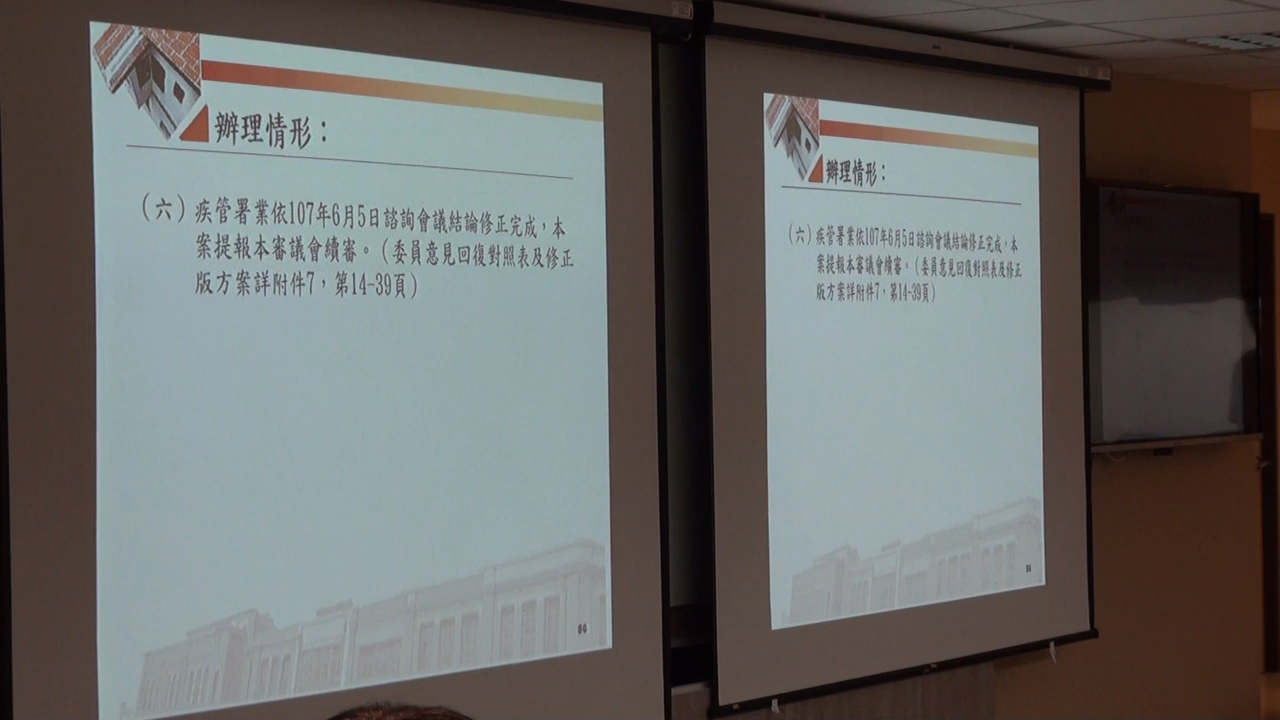 辦理情形：
（六）疾管署業依107年6月5日諮詢會議結論修正完成，本
案提報本審議會續審。（委員意見回復對照表及修正
版方案詳附件7，第14-39頁）
辦理情形：
（六）疾管署業依107年6月5日諮詢會議結論修正完成，本
案提報本審議會續審。（委員意見回復對照表及修正
版方案詳附件7，第14-39頁）